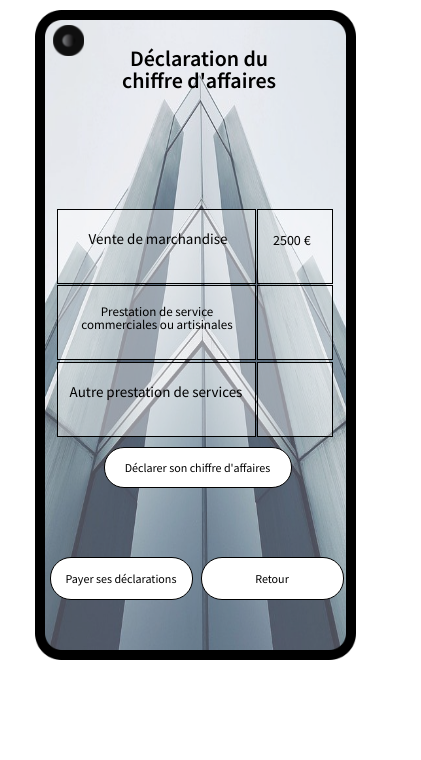 Déclaration du
chiffre d'affaires
Vente de marchandise
2500 €
Prestation de service
commerciales ou artisinales
Autre prestation de services
Déclarer son chiffre d'affaires
Payer ses déclarations
Retour